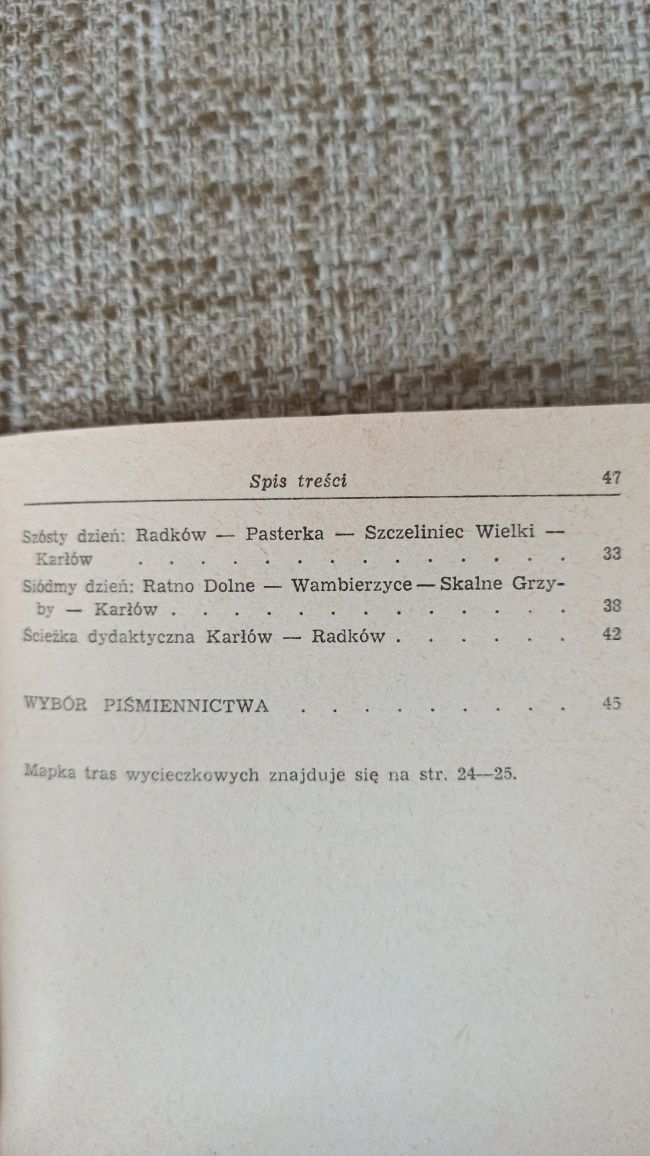 Spis treści 47
Szósty dzień: Radków — Pasterka — Szczeliniec Wielki —
Karłów . . . . . . . . . . . . . . 33
Siódmy dzień: Ratno Dolne — Wambierzyce — Skalne Grzy-
by — Karłów . . . . . . . . . . . . . 38
Ścieżka dydaktyczna Karłów — Radków . . . . . . 42
WYBÓR PIŚMIENNICTWA . . . . . . . . . 45
Mapka tras wycieczkowych znajduje się na str. 24—25.